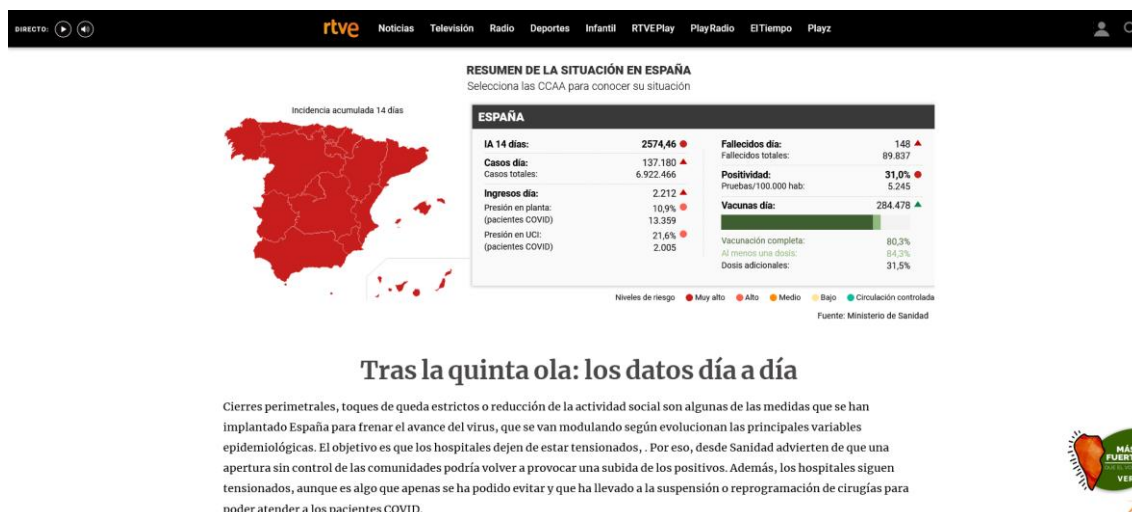 DIRECTO:
rtve Noticias Televisión Radio Deportes Infantil RTVEPlay PlayRadio ElTiempo Playz
RESUMEN DE LA SITUACIÓN EN ESPAÑA
Selecciona las CCAA para conocer su situación
Incidencia acumulada 14 días
ESPAÑA
IA 14 días: 2574,46
Casos día: 137.180
Casos totales: 6.922.466
Ingresos día: 2.212
Presión en planta: 10,9%
(pacientes COVID) 13.359
Presión en UCI: 21,6%
(pacientes COVID) 2.005
Fallecidos día: 148
Fallecidos totales: 89.837
Positividad: 31,0%
Pruebas/100.000 hab: 5.245
Vacunas día: 284.478
Vacunación completa: 80,3%
Al menos una dosis: 84,3%
Dosis adicionales: 31,5%
Niveles de riesgo Muy alto Alto Medio Bajo Circulación controlada
Fuente: Ministerio de Sanidad
Tras la quinta ola: los datos día a día
Cierres perimetrales, toques de queda estrictos o reducción de la actividad social son algunas de las medidas que se han
implantado España para frenar el avance del virus, que se van modulando según evolucionan las principales variables
epidemiológicas. El objetivo es que los hospitales dejen de estar tensionados, . Por eso, desde Sanidad advierten de que una
apertura sin control de las comunidades podría volver a provocar una subida de los positivos. Además, los hospitales siguen
tensionados, aunque es algo que apenas se ha podido evitar y que ha llevado a la suspensión o reprogramación de cirugías para
poder atender a los pacientes COVID.
MÁS
FUERT
VER